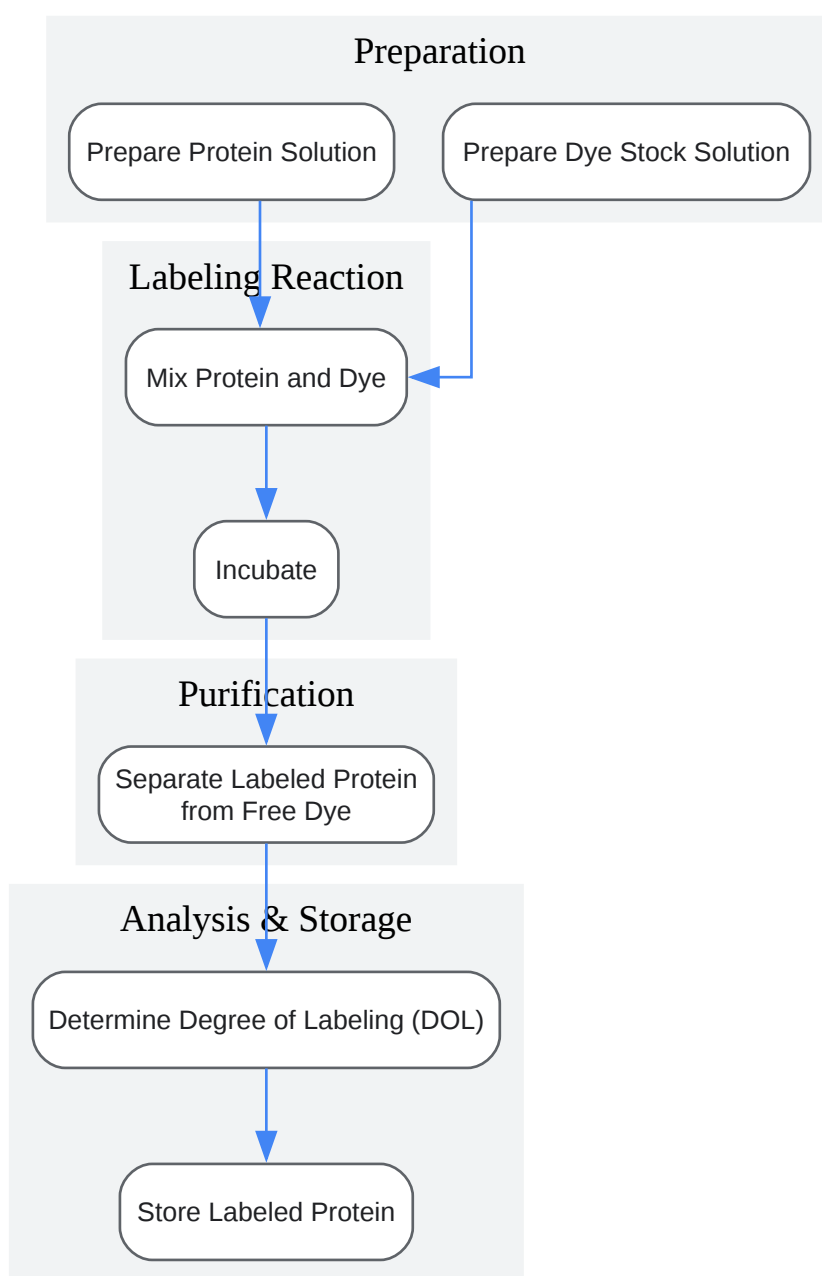 Preparation
Prepare Protein Solution
Prepare Dye Stock Solution
Labeling Reaction
Mix Protein and Dye
Incubate
Purification
Separate Labeled Protein
from Free Dye
Analysis & Storage
Determine Degree of Labeling (DOL)
Store Labeled Protein